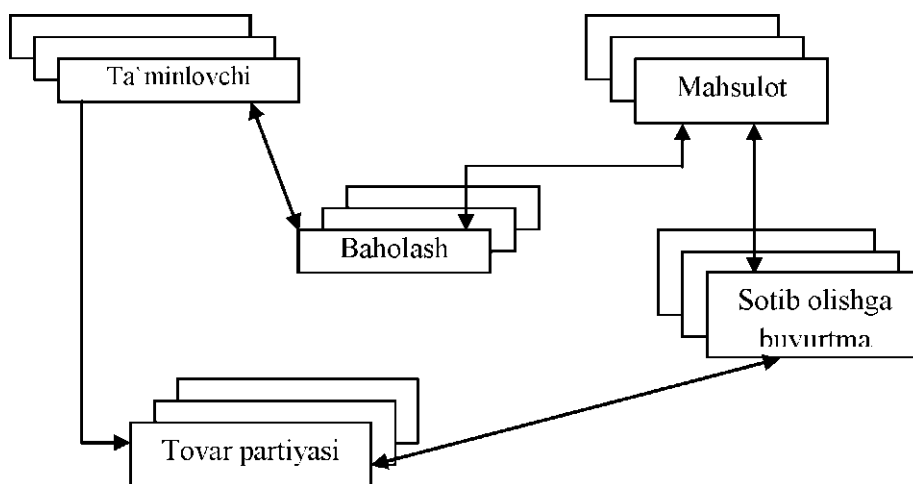 Ta`minlovchi
Mahsulot
Baholash
Sotib olishga
buyurtma
Tovar partiyasi